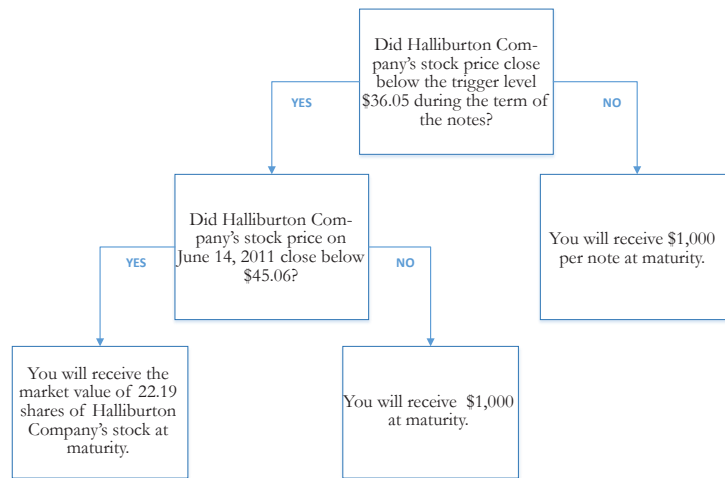 Did Halliburton Com-
pany's stock price close
below the trigger level
$36.05 during the term of
the notes?
YES
NO
Did Halliburton Com-
pany's stock price on
June 14, 2011 close below
$45.06?
You will receive $1,000
per note at maturity.
YES
NO
You will receive the
market value of 22.19
shares of Halliburton
Company's stock at
maturity.
You will receive $1,000
at maturity.